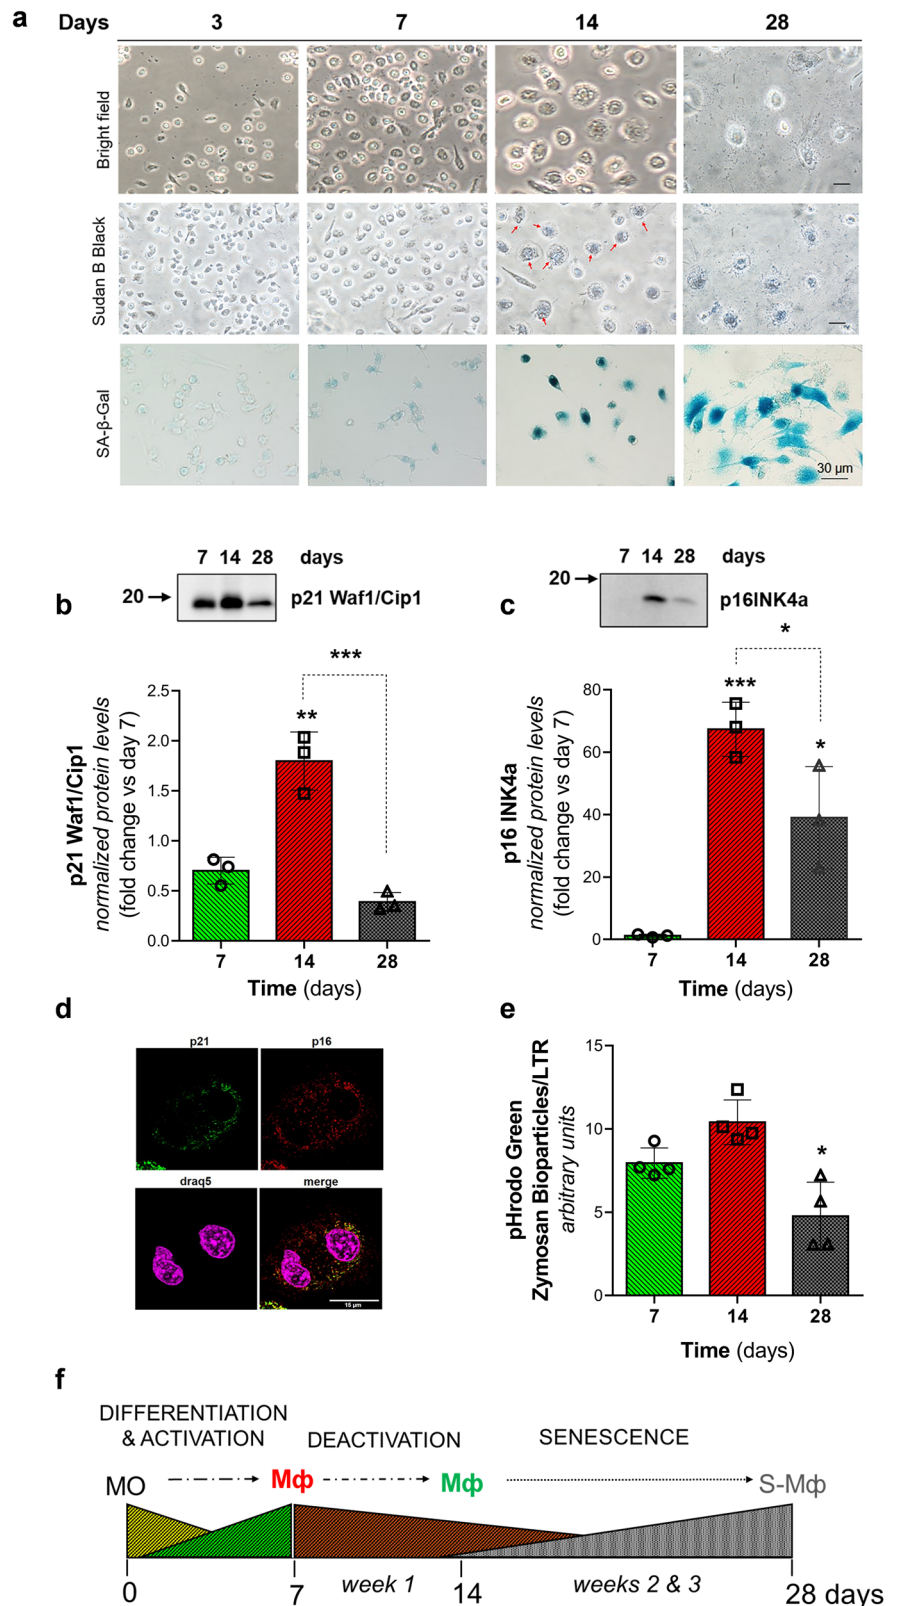 a
Days 3 7 14 28
Bright field
Sudan B Black
SA-β-Gal
30 µm
b
7 14 28 days
20
p21 Waf1/Cip1
***
**
p21 Waf1/Cip1
normalized protein levels
(fold change vs day 7)
2.5
2.0
1.5
1.0
0.5
0.0
7 14 28
Time (days)
c
7 14 28 days
20
p16INK4a
*
***
*
p16 INK4a
normalized protein levels
(fold change vs day 7)
80
60
40
20
0
7 14 28
Time (days)
d
p21 p16
draq5 merge
15 µm
e
pHrodo Green
Zymosan Bioparticles/LTR
arbitrary units
15
10
5
0
*
7 14 28
Time (days)
f
DIFFERENTIATION
& ACTIVATION
DEACTIVATION
SENESCENCE
MO Mф Mф S-Mф
0 7 week 1 14 weeks 2 & 3 28 days